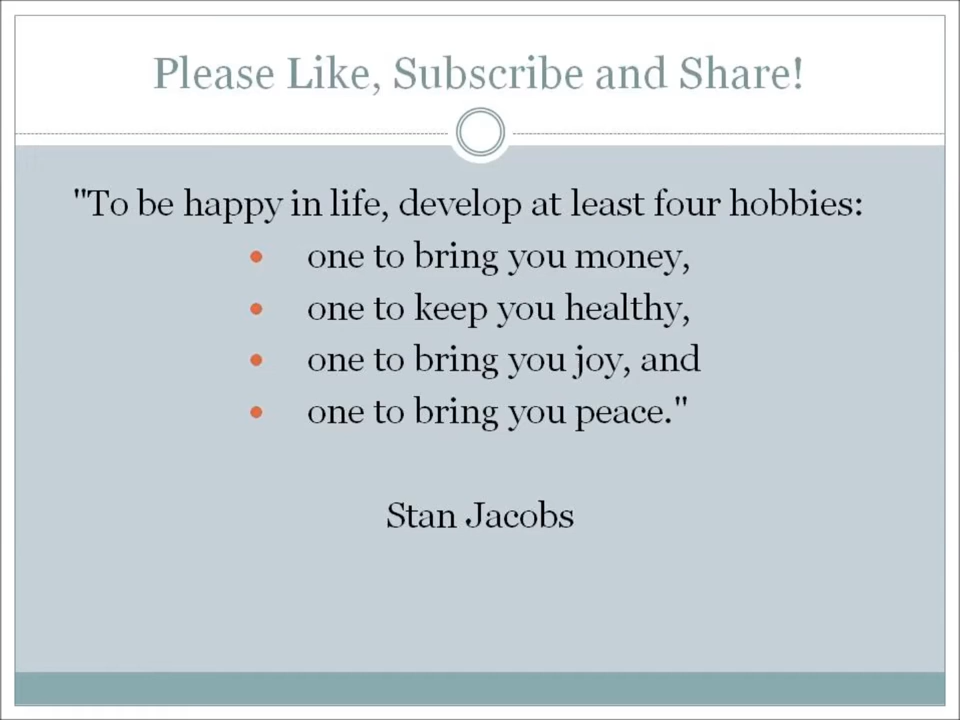 Please Like, Subscribe and Share!
"To be happy in life, develop at least four hobbies:
• one to bring you money,
• one to keep you healthy,
• one to bring you joy, and
• one to bring you peace."
Stan Jacobs